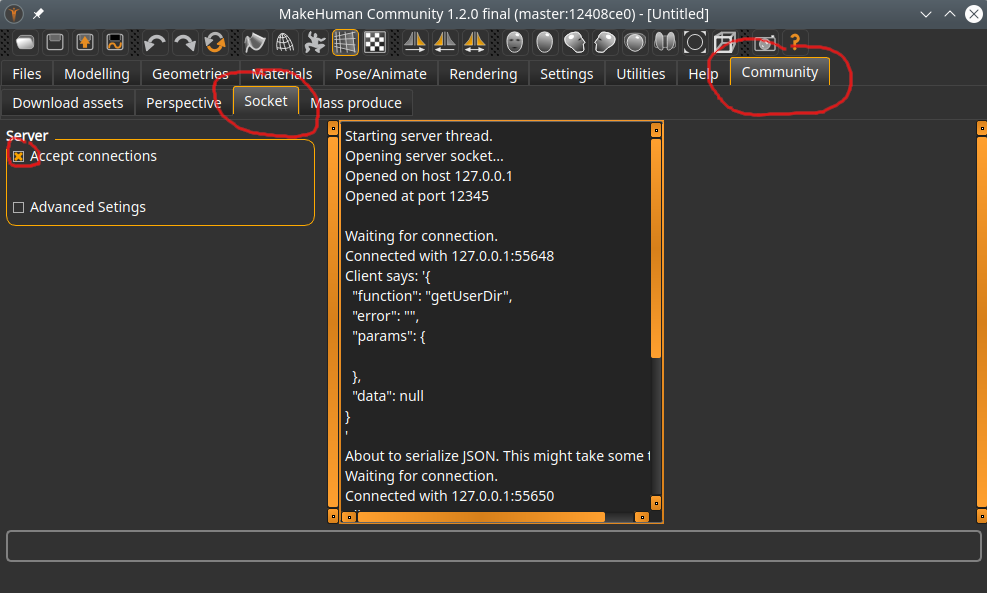 MakeHuman Community 1.2.0 final (master:12408ce0) - [Untitled]
Files Modelling Geometries Materials Pose/Animate Rendering Settings Utilities Help Community
Download assets Perspective Socket Mass produce
Server
Accept connections
Advanced Setings
Starting server thread.
Opening server socket...
Opened on host 127.0.0.1
Opened at port 12345
Waiting for connection.
Connected with 127.0.0.1:55648
Client says: '{
"function": "getUserDir",
"error": "",
"params": {
},
"data": null
}
'
About to serialize JSON. This might take some t
Waiting for connection.
Connected with 127.0.0.1:55650